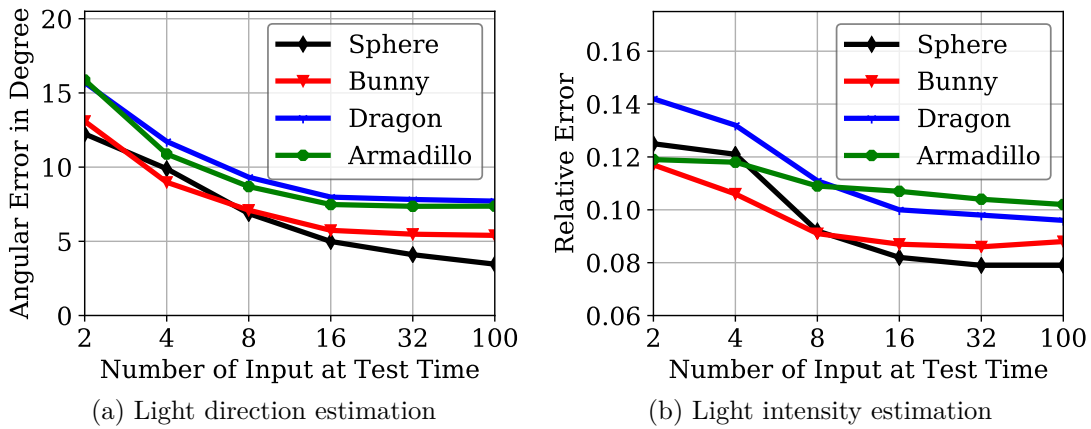 Angular Error in Degree
20
15
10
5
0
2 4 8 16 32 100
Number of Input at Test Time
Sphere
Bunny
Dragon
Armadillo
(a) Light direction estimation
Relative Error
0.16
0.14
0.12
0.10
0.08
0.06
2 4 8 16 32 100
Number of Input at Test Time
Sphere
Bunny
Dragon
Armadillo
(b) Light intensity estimation